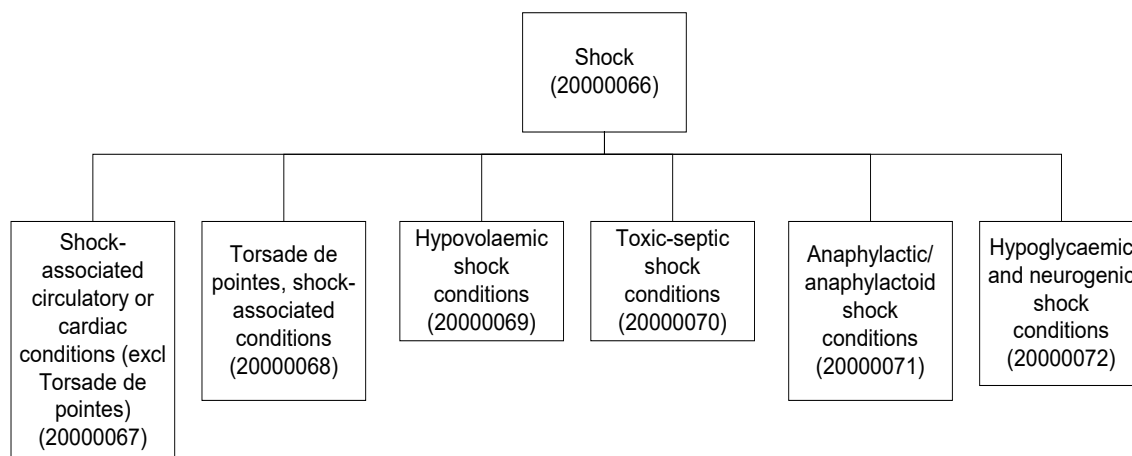 Shock
(20000066)
Shock-
associated
circulatory or
cardiac
conditions (excl
Torsade de
pointes)
(20000067)
Torsade de
pointes, shock-
associated
conditions
(20000068)
Hypovolaemic
shock
conditions
(20000069)
Toxic-septic
shock
conditions
(20000070)
Anaphylactic/
anaphylactoid
shock
conditions
(20000071)
Hypoglycaemic
and neurogenic
shock
conditions
(20000072)